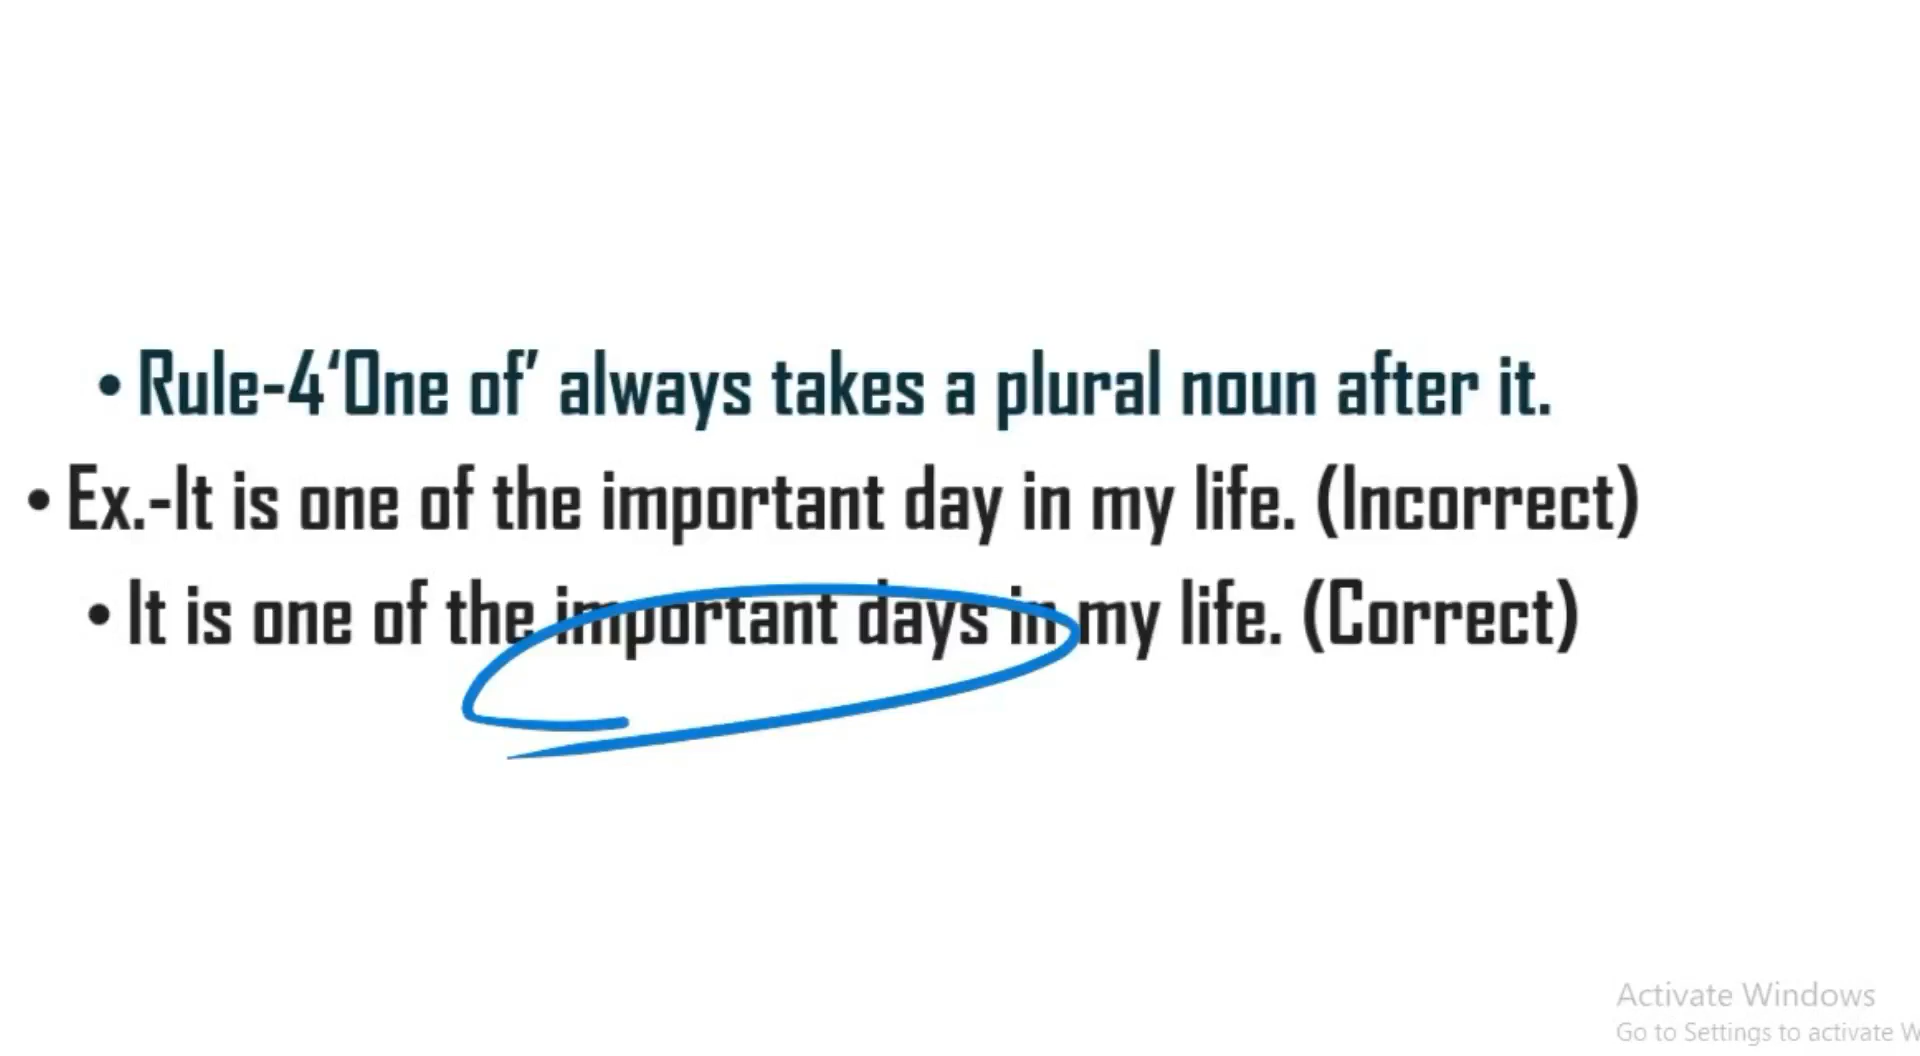 • Rule-4‘One of’ always takes a plural noun after it.
• Ex.-It is one of the important day in my life. (Incorrect)
• It is one of the important days in my life. (Correct)
Activate Windows
Go to Settings to activate W